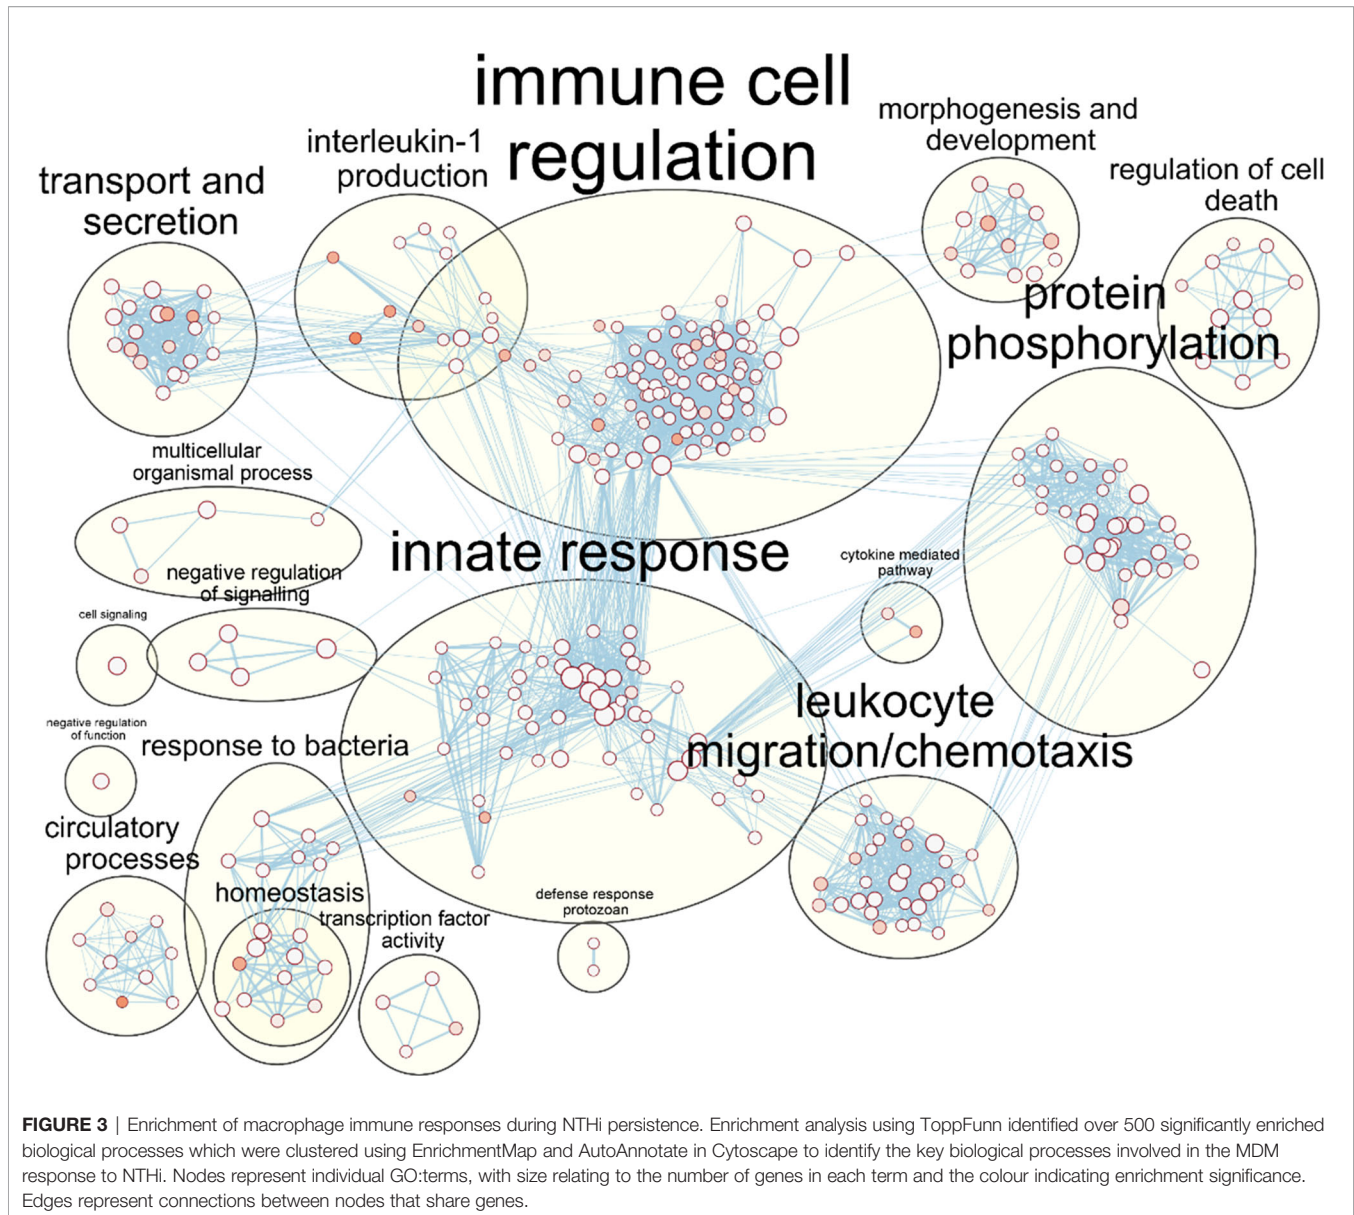 immune cell
regulation
morphogenesis and
development
interleukin-1
production
regulation of cell
death
transport and
secretion
protein
phosphorylation
multicellular
organismal process
innate response
cytokine mediated
pathway
negative regulation
of signalling
cell signaling
leukocyte
migration/chemotaxis
negative regulation
of function
response to bacteria
circulatory
processes
homeostasis
transcription factor
activity
defense response
protozoan
FIGURE 3 | Enrichment of macrophage immune responses during NTHi persistence. Enrichment analysis using ToppFunn identified over 500 significantly enriched
biological processes which were clustered using EnrichmentMap and AutoAnnotate in Cytoscape to identify the key biological processes involved in the MDM
response to NTHi. Nodes represent individual GO:terms, with size relating to the number of genes in each term and the colour indicating enrichment significance.
Edges represent connections between nodes that share genes.